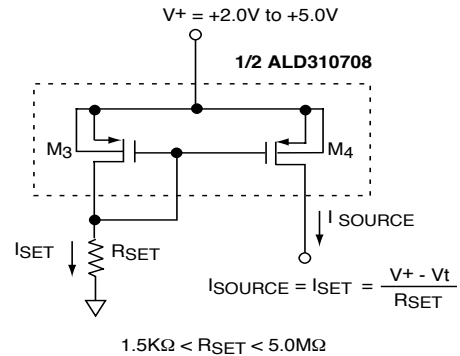 V+ = +2.0V to +5.0V
1/2 ALD310708
M3
M4
I SOURCE
ISET
RSET
ISOURCE = ISET = V+ - Vt
RSET
1.5KΩ < RSET < 5.0MΩ